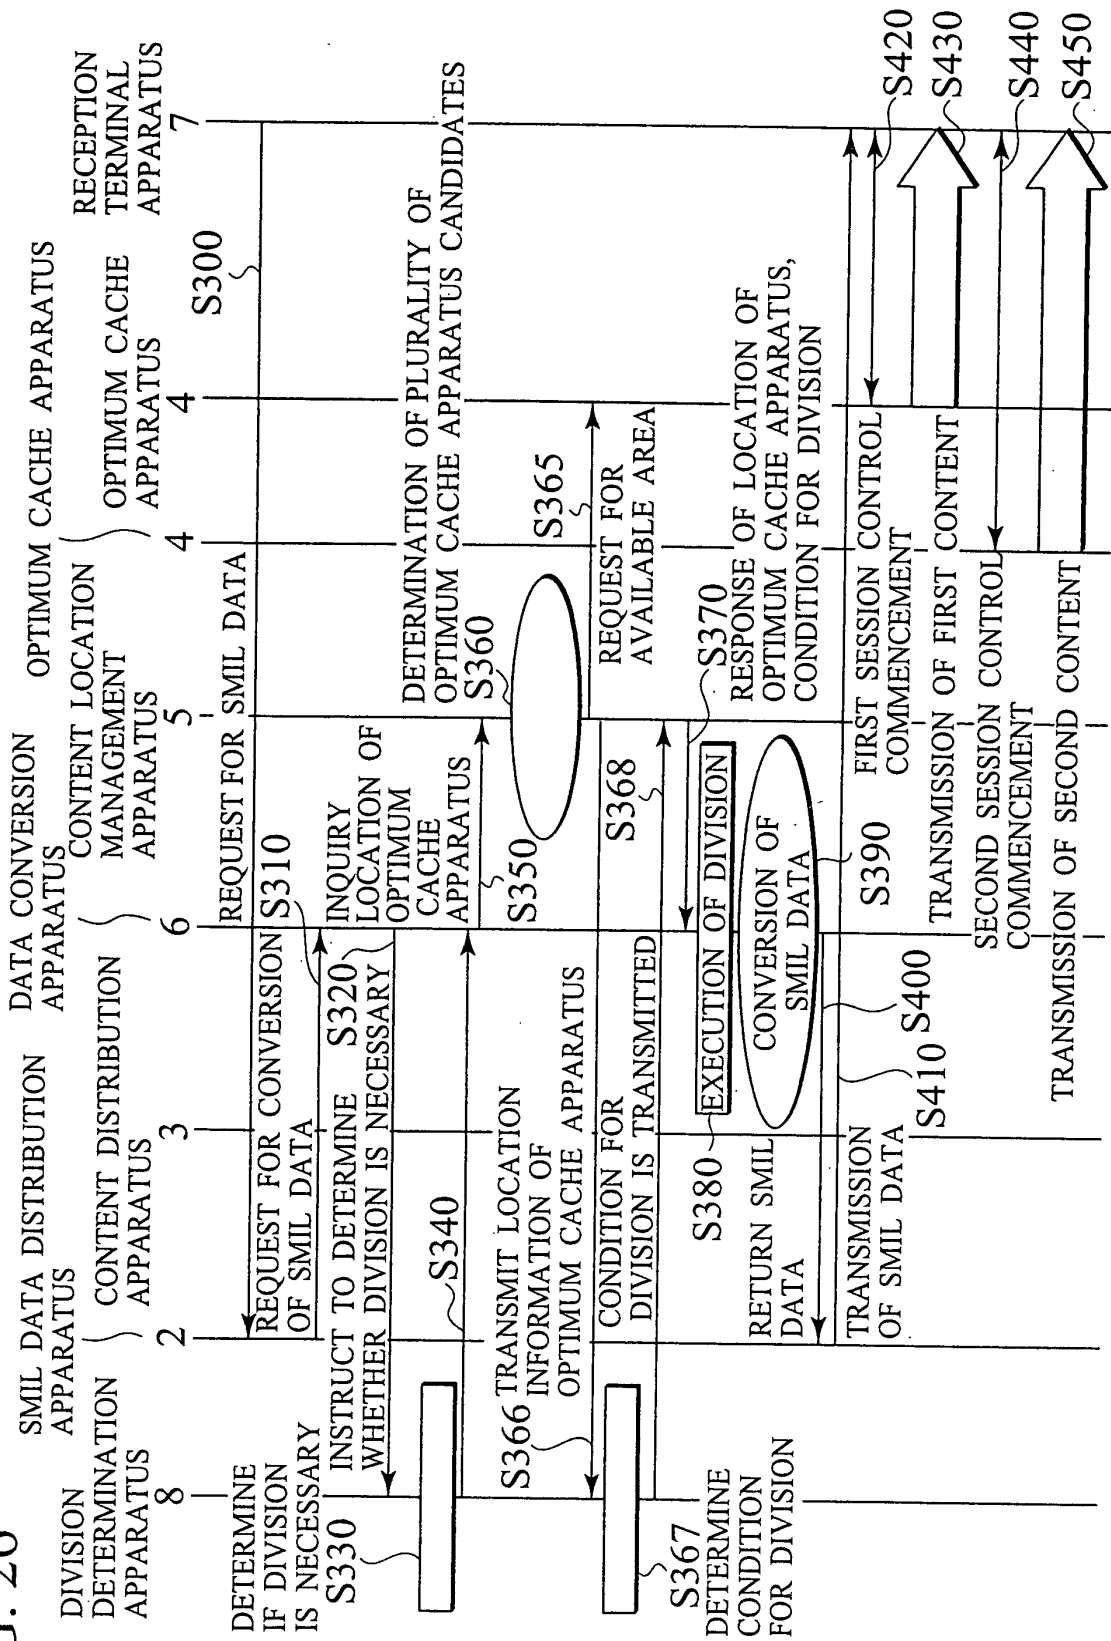 G. 26
DIVISION
DETERMINATION
APPARATUS
8
SMIL DATA DISTRIBUTION
APPARATUS
2
CONTENT DISTRIBUTION
APPARATUS
3
DATA CONVERSION
APPARATUS
6
CONTENT LOCATION
MANAGEMENT
APPARATUS
5
OPTIMUM CACHE APPARATUS
4
OPTIMUM CACHE
APPARATUS
4
RECEPTION
TERMINAL
APPARATUS
7
REQUEST FOR SMIL DATA
S300
REQUEST FOR CONVERSION
OF SMIL DATA
S310
INSTRUCT TO DETERMINE
WHETHER DIVISION IS NECESSARY
S320
DETERMINE
IF DIVISION
IS NECESSARY
S330
S340
INQUIRY
LOCATION OF
OPTIMUM
CACHE
APPARATUS
S350
DETERMINATION OF PLURALITY OF
OPTIMUM CACHE APPARATUS CANDIDATES
S360
S365
REQUEST FOR
AVAILABLE AREA
S366
TRANSMIT LOCATION
INFORMATION OF
OPTIMUM CACHE APPARATUS
S367
DETERMINE
CONDITION
FOR DIVISION
CONDITION FOR
DIVISION IS TRANSMITTED
S368
S370
RESPONSE OF LOCATION OF
OPTIMUM CACHE APPARATUS,
CONDITION FOR DIVISION
S380
EXECUTION OF DIVISION
CONVERSION OF
SMIL DATA
S390
RETURN SMIL
DATA
S400
TRANSMISSION
OF SMIL DATA
S410
FIRST SESSION CONTROL
COMMENCEMENT
S420
TRANSMISSION OF FIRST CONTENT
S430
SECOND SESSION CONTROL
COMMENCEMENT
S440
TRANSMISSION OF SECOND CONTENT
S450